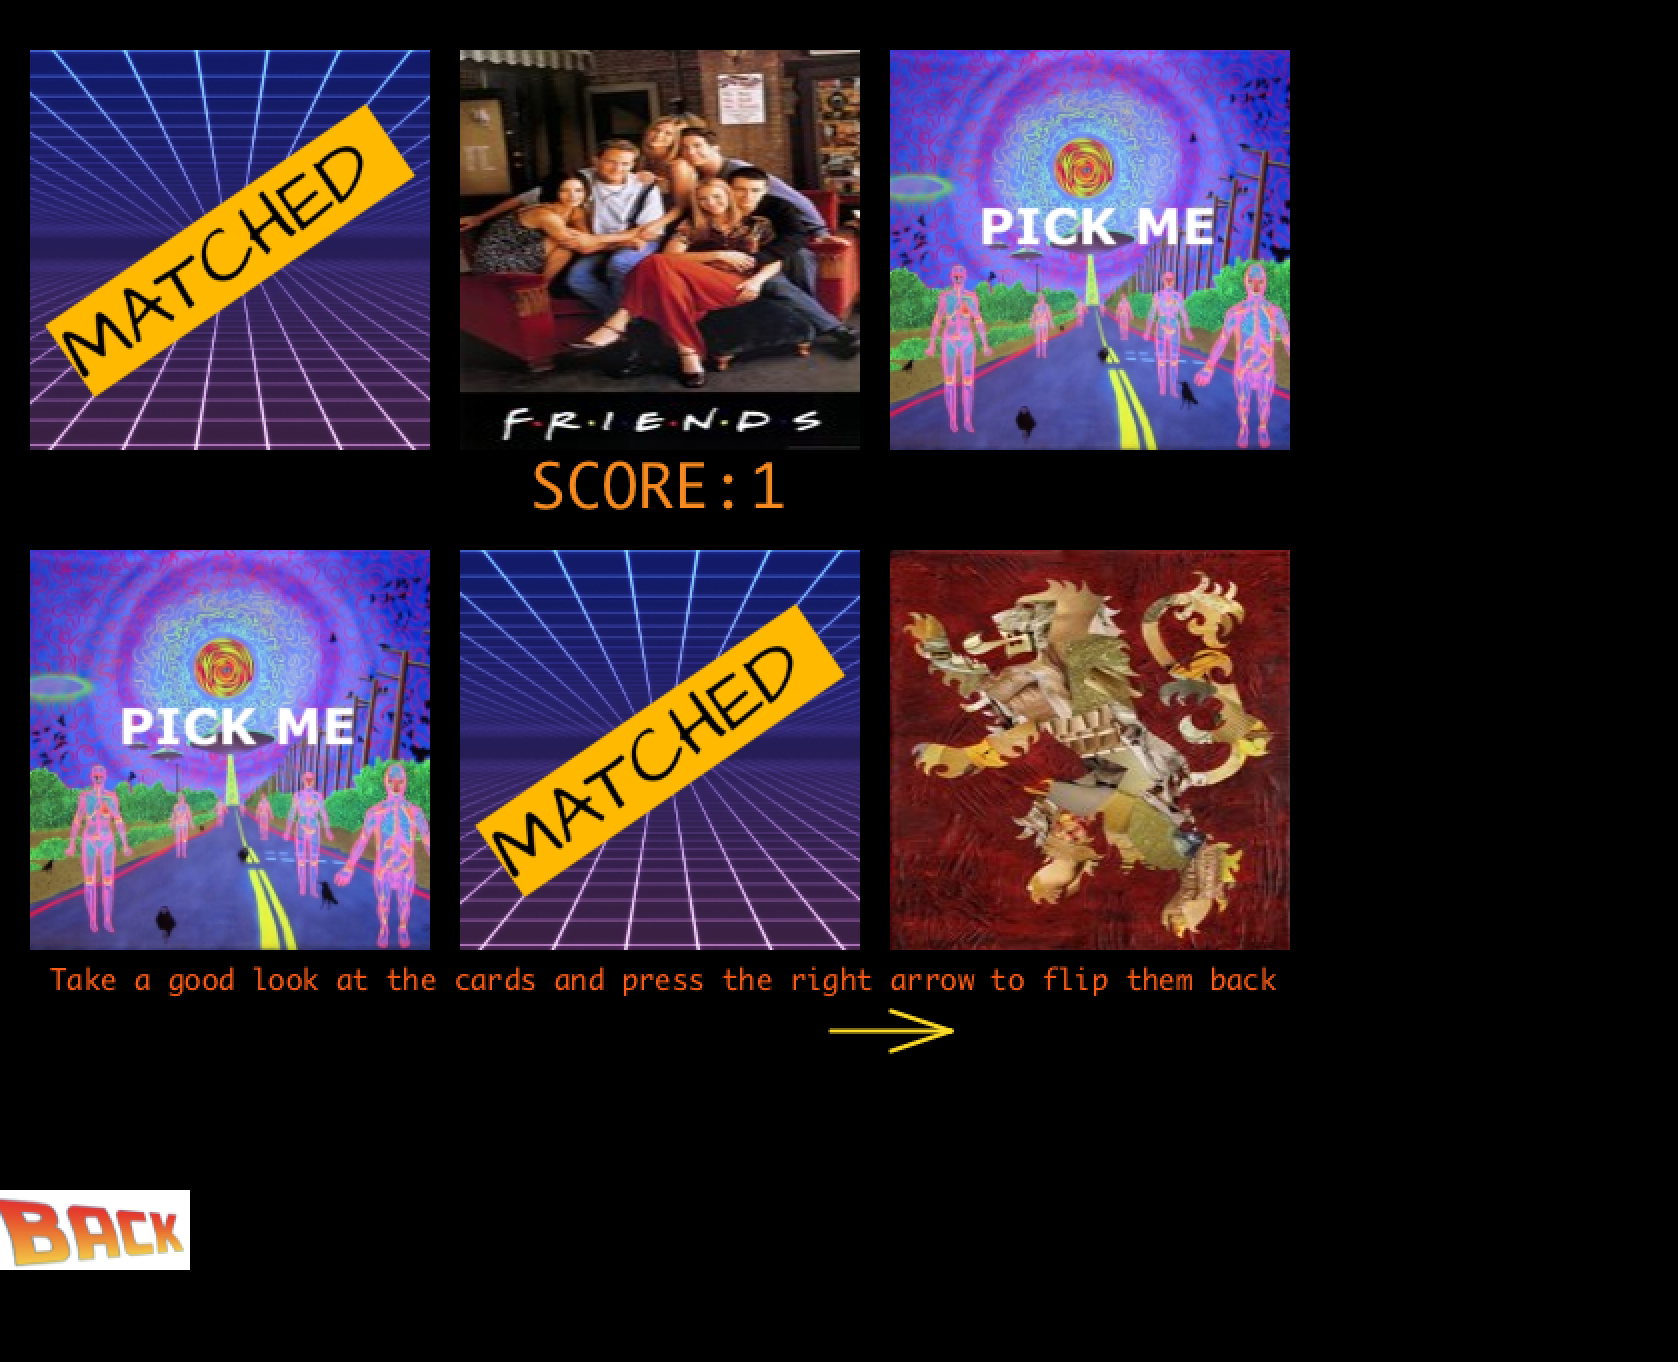 MATCHED
F·R·I·E·N·D·S
PICK ME
SCORE:1
PICK ME
MATCHED
Take a good look at the cards and press the right arrow to flip them back
BACK